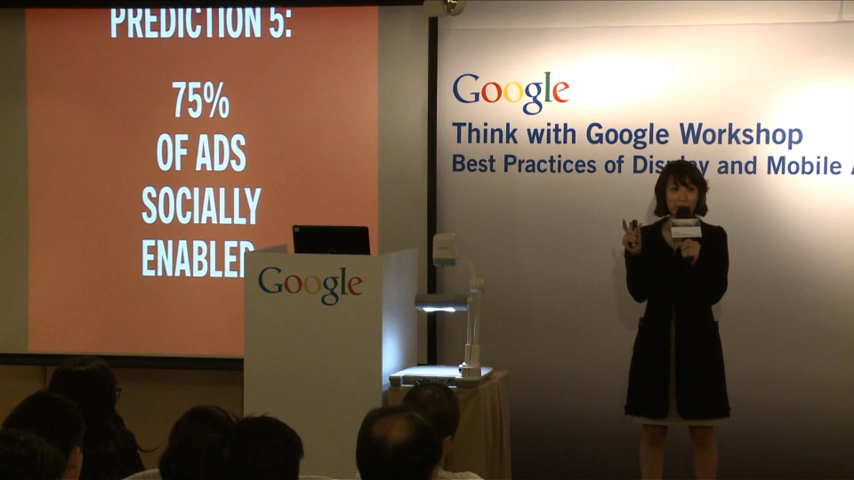 PREDICTION 5:
75%
OF ADS
SOCIALLY
ENABLED
Google
Google
Think with Google Workshop
Best Practices of Display and Mobile A